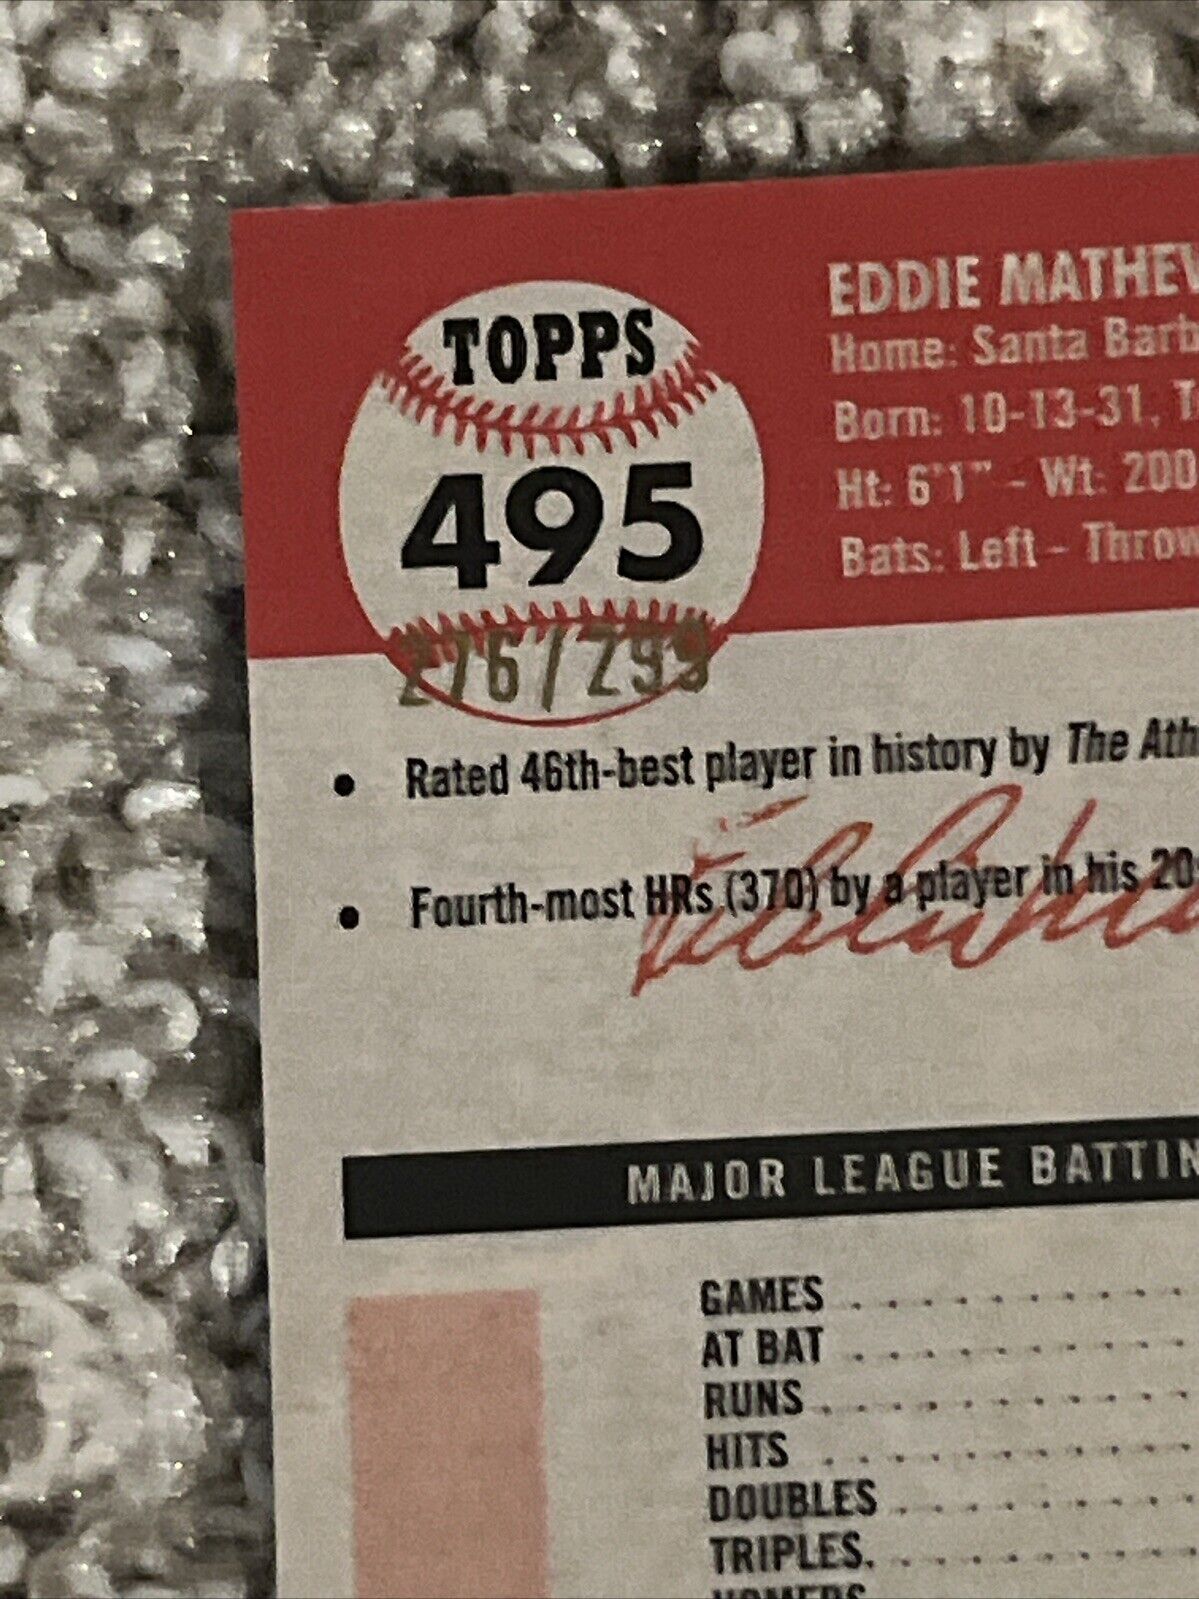 TOPPS
495
276/299
EDDIE MATHEW
Home: Santa Barb
Born: 10-13-31, T
Ht: 6'1" - Wt: 200
Bats: Left - Throw
• Rated 46th-best player in history by The Ath
• Fourth-most HRs (370) by a player in his 20
MAJOR LEAGUE BATTIN
GAMES
AT BAT
RUNS
HITS
DOUBLES
TRIPLES
HOMERS